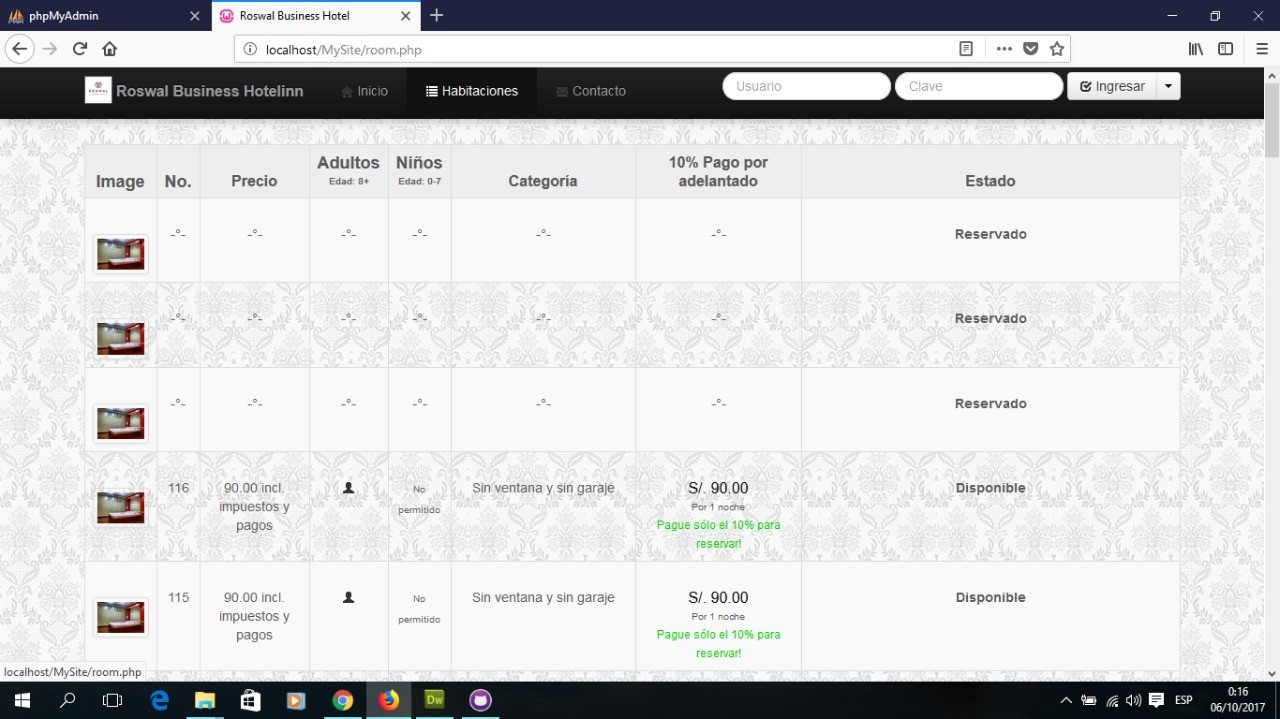 phpMyAdmin
Roswal Business Hotel
localhost/MySite/room.php
ROSWAL
Roswal Business Hotelinn
Inicio
Habitaciones
Contacto
Usuario
Clave
Ingresar
Image
No.
Precio
Adultos
Edad: 8+
Niños
Edad: 0-7
Categoría
10% Pago por
adelantado
Estado
-°- -°- -°- -°- -°- -°- Reservado
-°- -°- -°- -°- -°- -°- Reservado
-°- -°- -°- -°- -°- -°- Reservado
116
90.00 incl.
impuestos y
pagos
No
permitido
Sin ventana y sin garaje
S/. 90.00
Por 1 noche
Pague sólo el 10% para
reservar!
Disponible
115
90.00 incl.
impuestos y
pagos
No
permitido
Sin ventana y sin garaje
S/. 90.00
Por 1 noche
Pague sólo el 10% para
reservar!
Disponible
localhost/MySite/room.php
Dw
ESP
0:16
06/10/2017